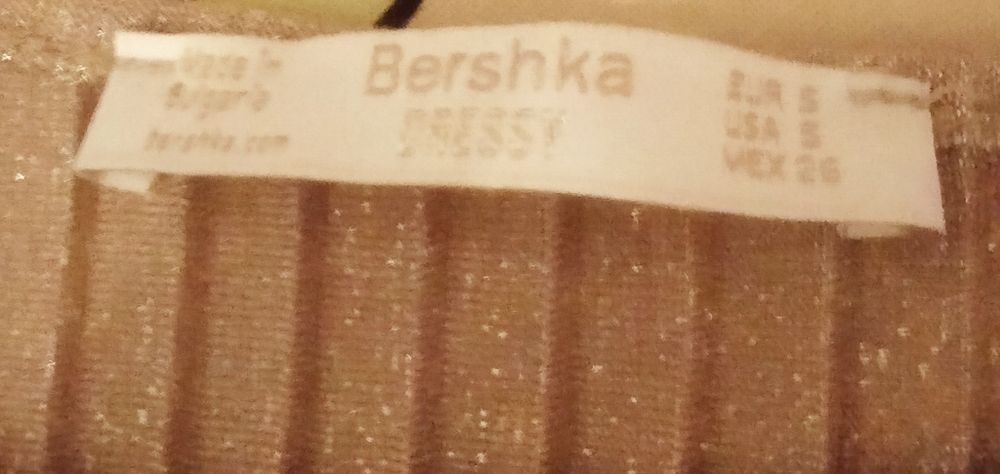 Made in
Bulgaria
bershka.com
Bershka
DRESSY
EUR S
USA S
MEX 26